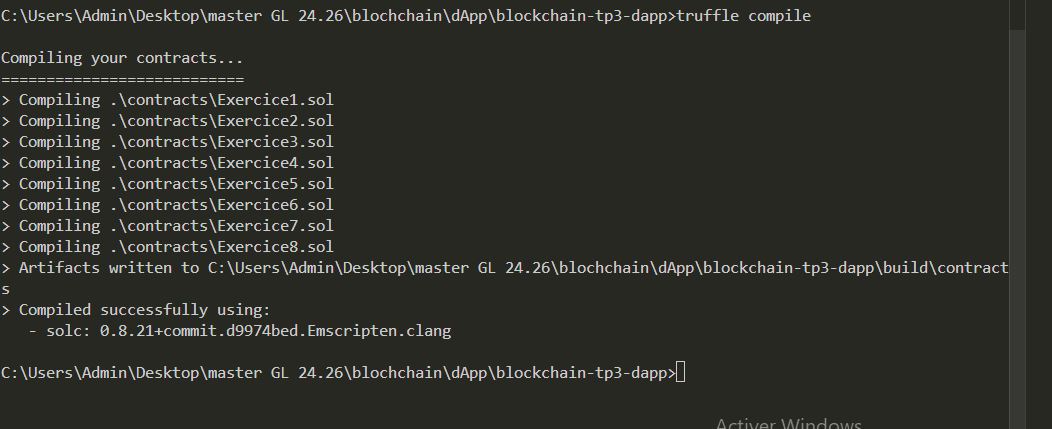 C:\Users\Admin\Desktop\master GL 24.26\blochchain\dApp\blockchain-tp3-dapp>truffle compile
Compiling your contracts...
===========================
> Compiling .\contracts\Exercice1.sol
> Compiling .\contracts\Exercice2.sol
> Compiling .\contracts\Exercice3.sol
> Compiling .\contracts\Exercice4.sol
> Compiling .\contracts\Exercice5.sol
> Compiling .\contracts\Exercice6.sol
> Compiling .\contracts\Exercice7.sol
> Compiling .\contracts\Exercice8.sol
> Artifacts written to C:\Users\Admin\Desktop\master GL 24.26\blochchain\dApp\blockchain-tp3-dapp\build\contract
s
> Compiled successfully using:
   - solc: 0.8.21+commit.d9974bed.Emscripten.clang
C:\Users\Admin\Desktop\master GL 24.26\blochchain\dApp\blockchain-tp3-dapp>
Activer Windows